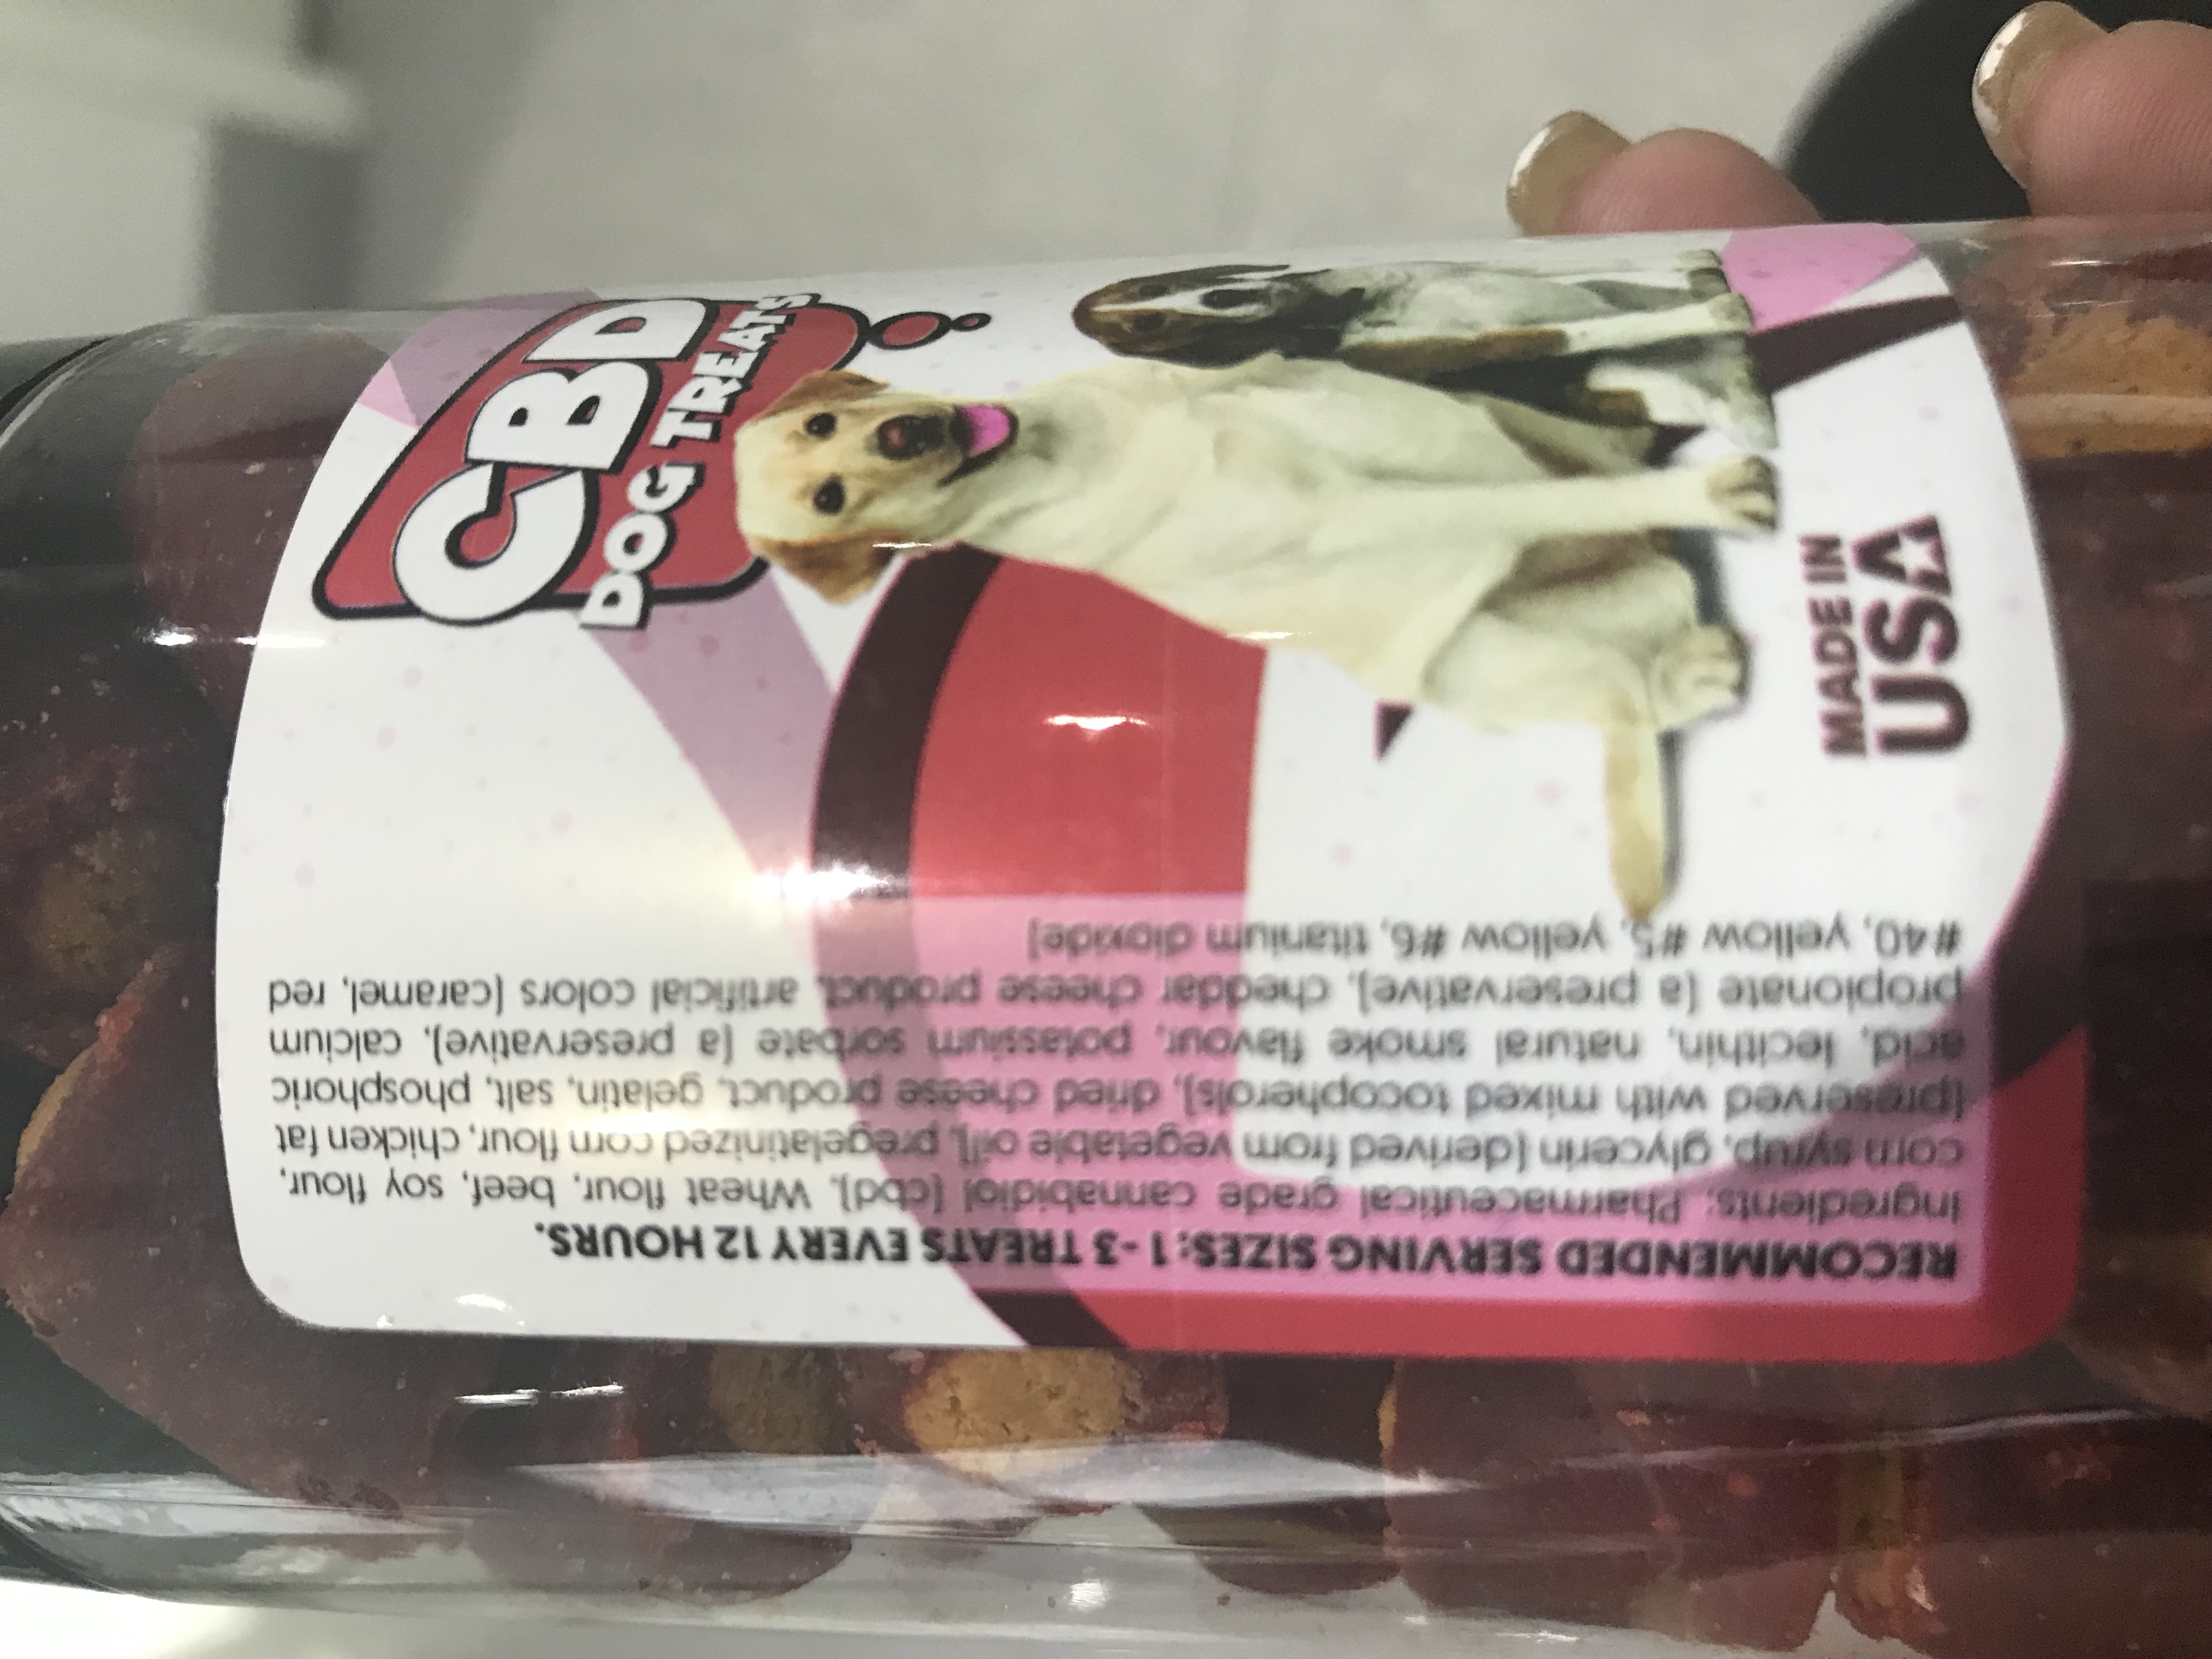 CBD
DOG TREATS
MADE IN
USA
RECOMMENDED SERVING SIZES: 1 - 3 TREATS EVERY 12 HOURS.
Ingredients: Pharmaceutical grade cannabidiol [cbd], Wheat flour, beef, soy flour,
corn syrup, glycerin [derived from vegetable oil], pregelatinized corn flour, chicken fat
[preserved with mixed tocopherols], dried cheese product, gelatin, salt, phosphoric
acid, lecithin, natural smoke flavour, potassium sorbate [a preservative], calcium
propionate [a preservative], cheddar cheese product, artificial colors [caramel, red
#40, yellow #5, yellow #6, titanium dioxide]